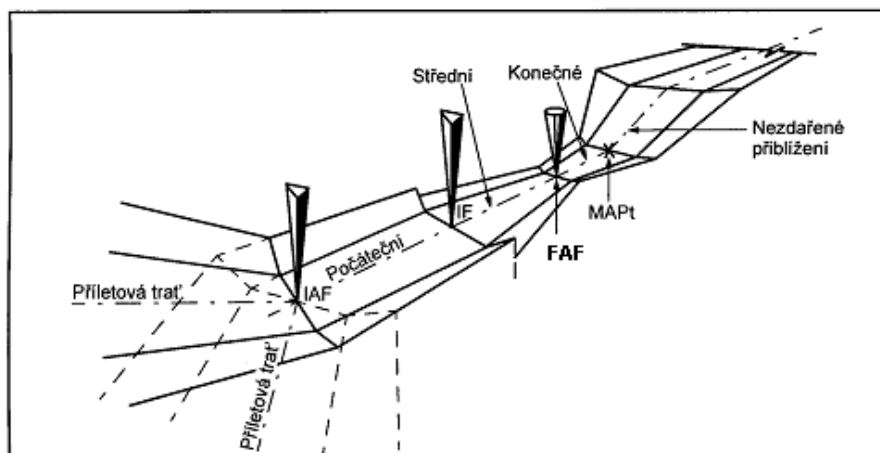 Střední
Konečné
Nezdařené
přiblížení
MAPt
FAF
IF
Počáteční
IAF
Příletová trať
Příletová trať